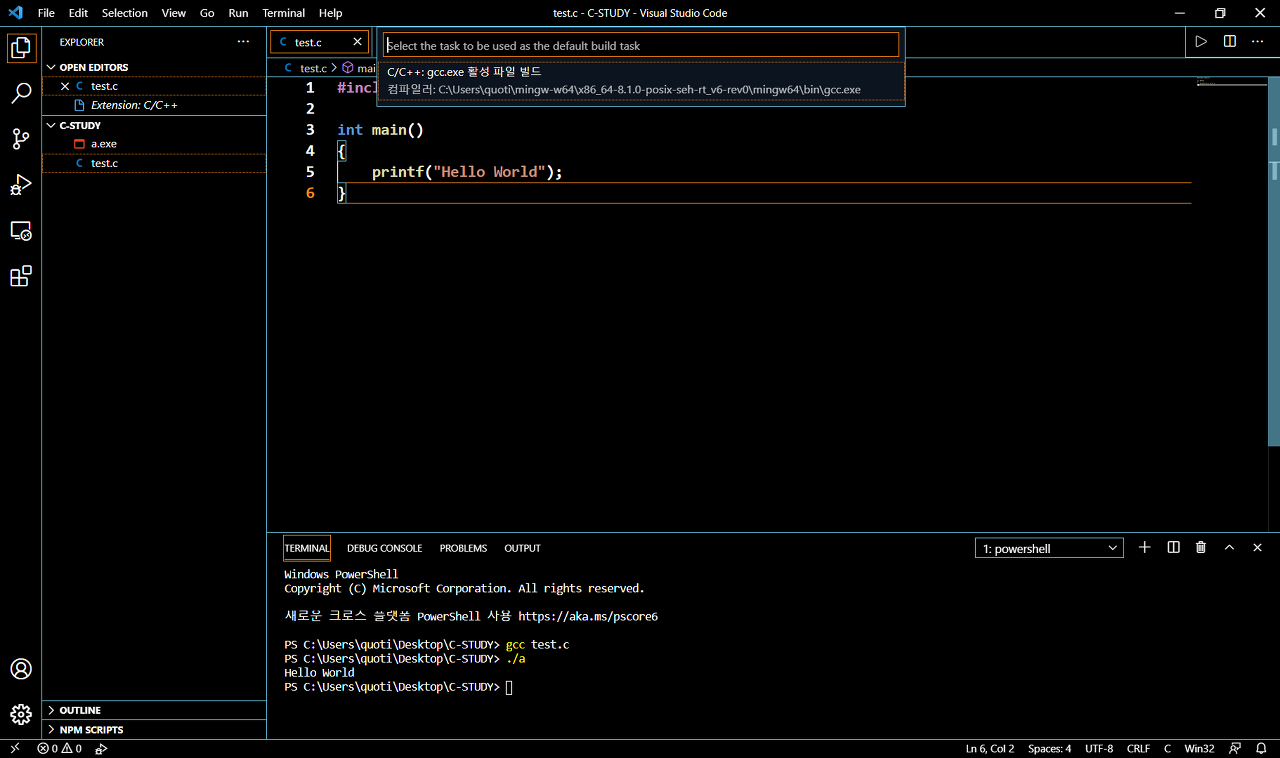 File Edit Selection View Go Run Terminal Help
test.c - C-STUDY - Visual Studio Code
EXPLORER
OPEN EDITORS
test.c
Extension: C/C++
C-STUDY
a.exe
C test.c
OUTLINE
NPM SCRIPTS
C test.c
Select the task to be used as the default build task
C/C++: gcc.exe 활성 파일 빌드
컴파일러: C:\Users\quoti\mingw-w64\x86_64-8.1.0-posix-seh-rt_v6-rev0\mingw64\bin\gcc.exe
C test.c > mai
1 #incl
2
3 int main()
4 {
5 printf("Hello World");
6 }
TERMINAL DEBUG CONSOLE PROBLEMS OUTPUT
1: powershell
Windows PowerShell
Copyright (C) Microsoft Corporation. All rights reserved.
새로운 크로스 플랫폼 PowerShell 사용 https://aka.ms/pscore6
PS C:\Users\quoti\Desktop\C-STUDY> gcc test.c
PS C:\Users\quoti\Desktop\C-STUDY> ./a
Hello World
PS C:\Users\quoti\Desktop\C-STUDY>
0 0
Ln 6, Col 2 Spaces: 4 UTF-8 CRLF C Win32